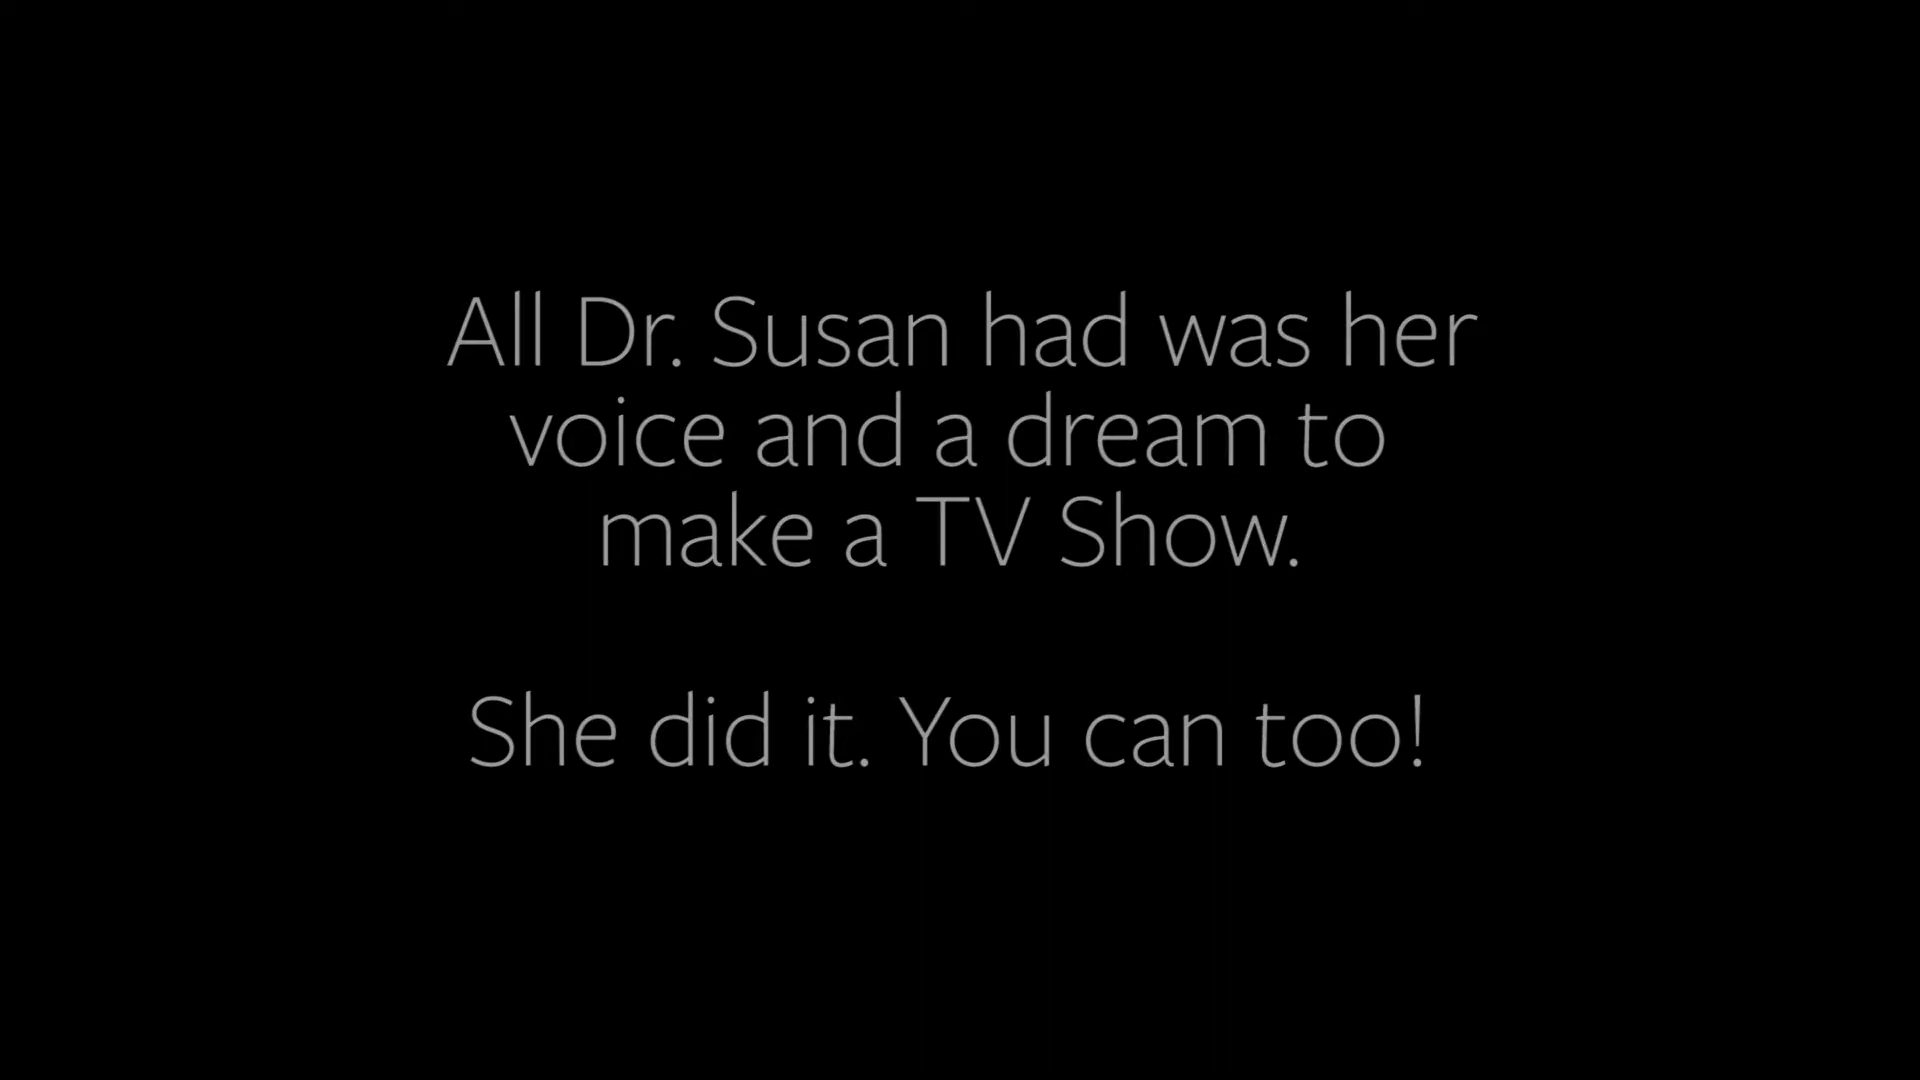 All Dr. Susan had was her
voice and a dream to
make a TV Show.
She did it. You can too!